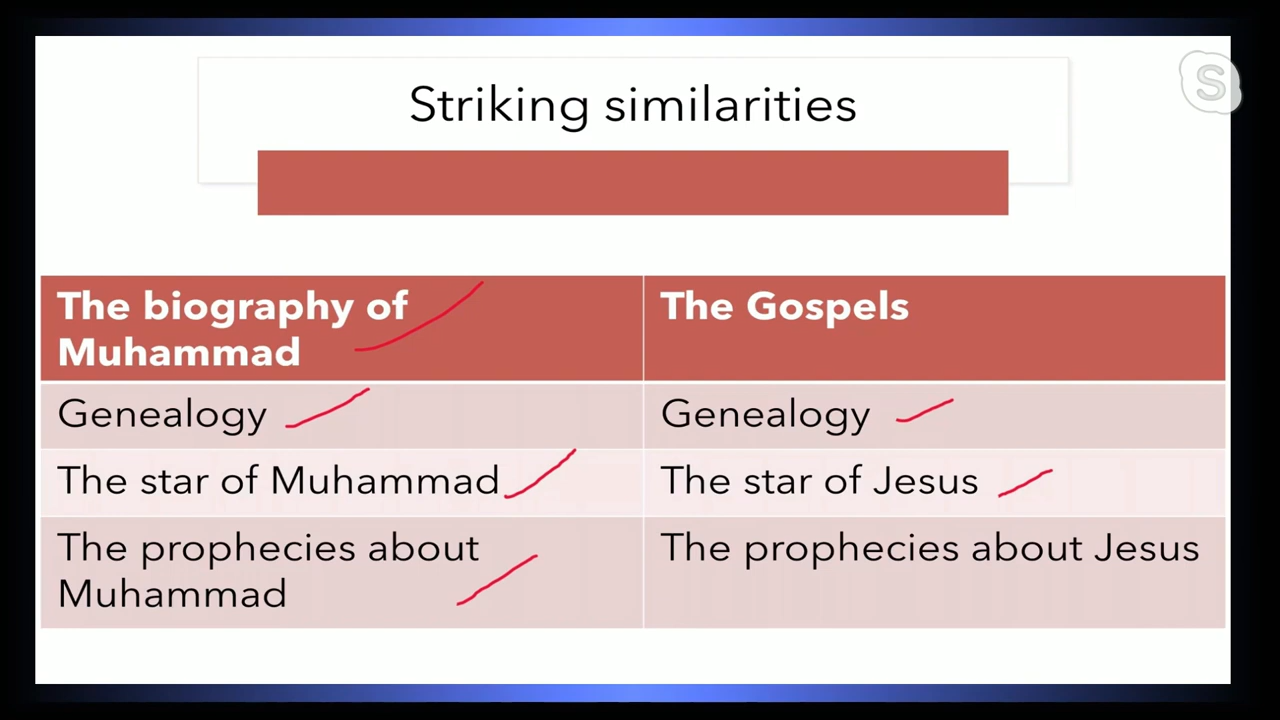 Striking similarities
S
The biography of
Muhammad
The Gospels
Genealogy
Genealogy
The star of Muhammad
The star of Jesus
The prophecies about
Muhammad
The prophecies about Jesus